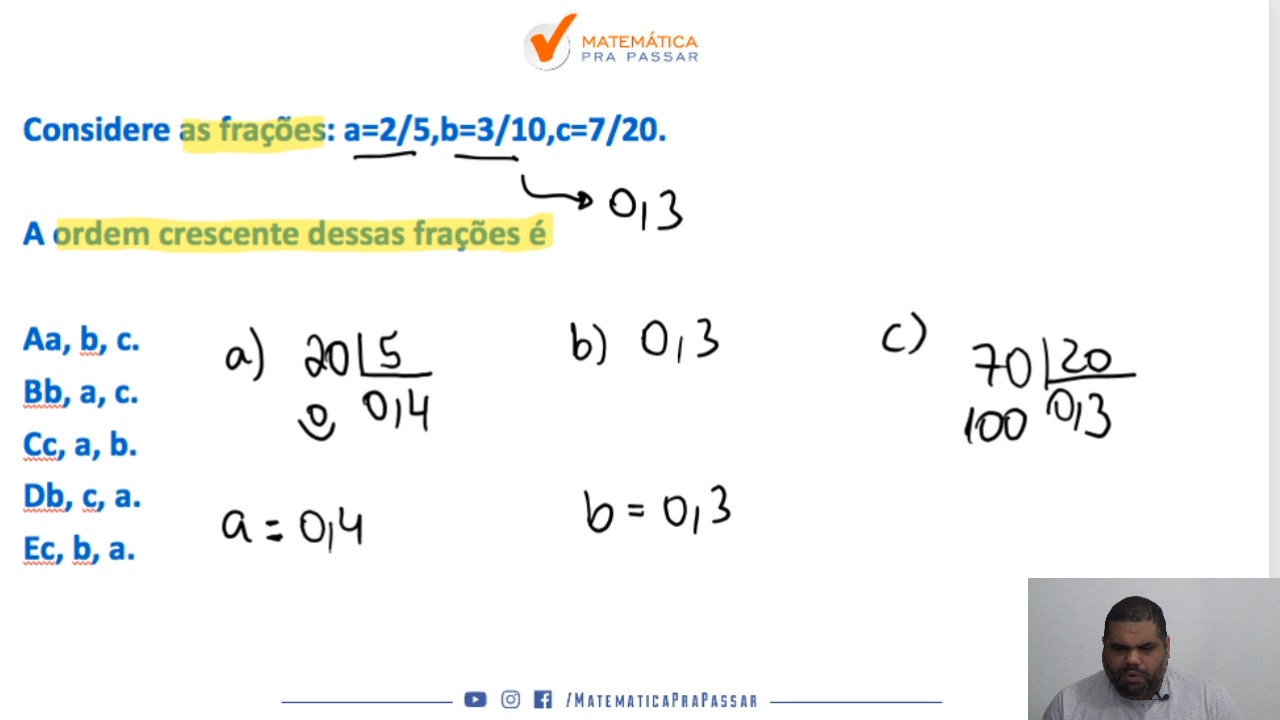 MATEMÁTICA
PRA PASSAR
Considere as frações: a=2/5,b=3/10,c=7/20.
0,3
A ordem crescente dessas frações é
Aa, b, c.
Bb, a, c.
Cc, a, b.
Db, c, a.
Ec, b, a.
a) 20 5
0 0,4
a = 0,4
b) 0,3
b = 0,3
c) 70 20
100 0,3
/MATEMATICAPRAPASSAR